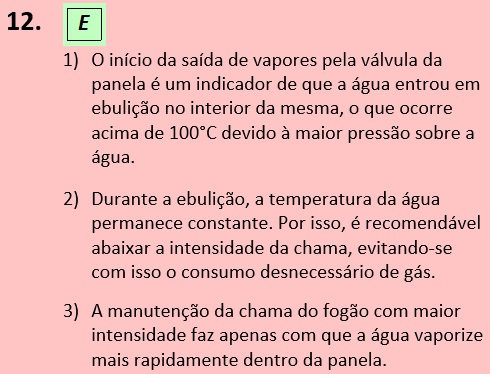 12. E
1) O início da saída de vapores pela válvula da
panela é um indicador de que a água entrou em
ebulição no interior da mesma, o que ocorre
acima de 100°C devido à maior pressão sobre a
água.
2) Durante a ebulição, a temperatura da água
permanece constante. Por isso, é recomendável
abaixar a intensidade da chama, evitando-se
com isso o consumo desnecessário de gás.
3) A manutenção da chama do fogão com maior
intensidade faz apenas com que a água vaporize
mais rapidamente dentro da panela.